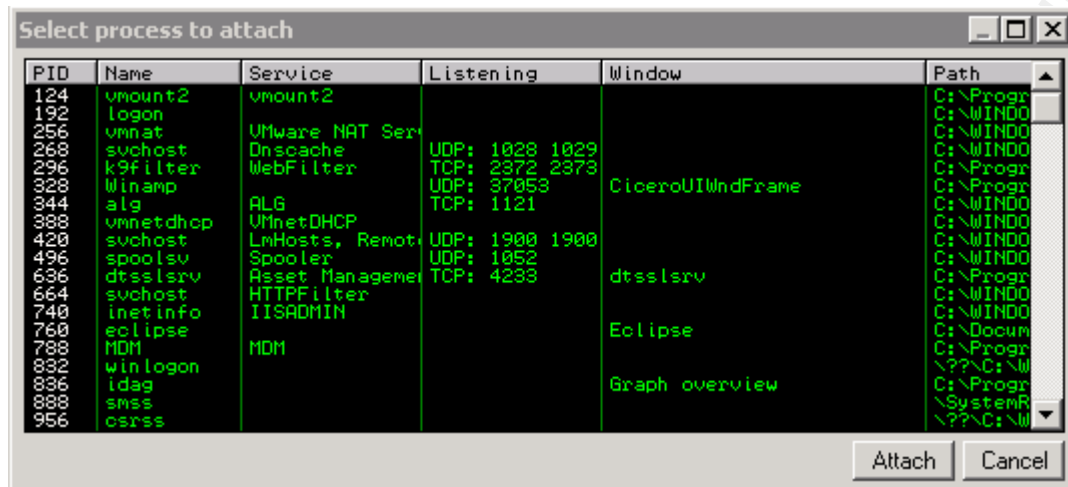 Select process to attach
PID Name Service Listening Window Path
124 vmount2 vmount2 C:\Progr
192 logon C:\WINDO
256 vmnat VMware NAT Ser C:\WINDO
268 svchost Dnscache UDP: 1028 1029 C:\WINDO
296 k9filter WebFilter TCP: 2372 2373 C:\Progr
328 Winamp UDP: 37053 CiceroUIWndFrame C:\Progr
344 alg ALG TCP: 1121 C:\WINDO
388 vmnetdhcp VMnetDHCP C:\WINDO
420 svchost LmHosts, Remot UDP: 1900 1900 C:\WINDO
496 spoolsv Spooler UDP: 1052 C:\WINDO
636 dtsslsrv Asset Managemen TCP: 4233 dtsslsrv C:\Progr
664 svchost HTTPFilter C:\WINDO
740 inetinfo IISADMIN C:\WINDO
760 eclipse Eclipse C:\Docum
788 MDM MDM C:\Progr
832 winlogon \??\C:\W
836 idag Graph overview C:\Progr
888 smss \SystemR
956 csrss \??\C:\W
Attach Cancel